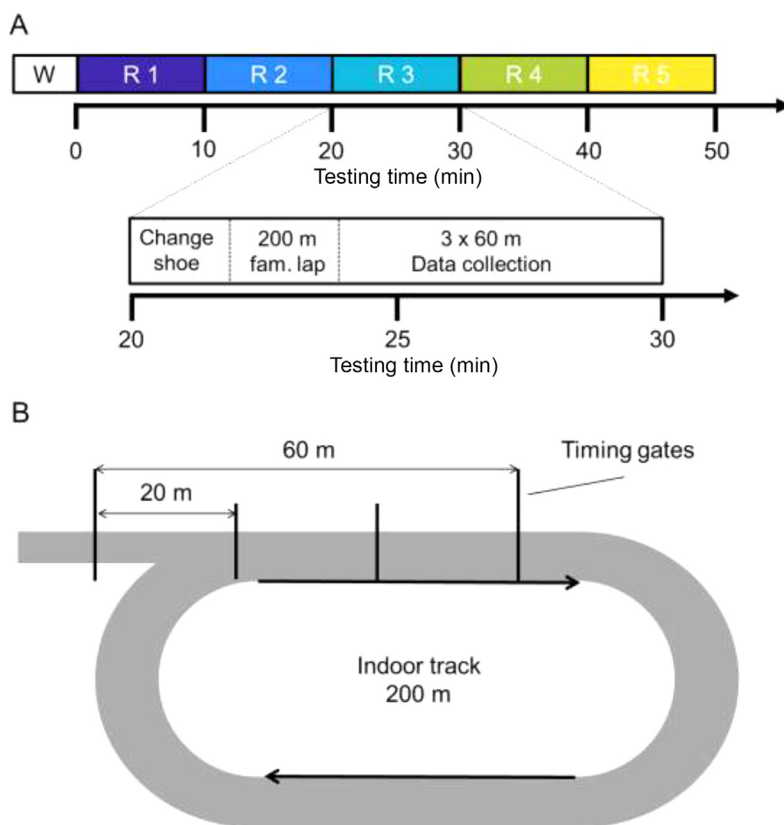 A
W R 1 R 2 R 3 R 4 R 5
0 10 20 30 40 50
Testing time (min)
Change 200 m 3 x 60 m
shoe fam. lap Data collection
20 25 30
Testing time (min)
B
60 m Timing gates
20 m
Indoor track
200 m